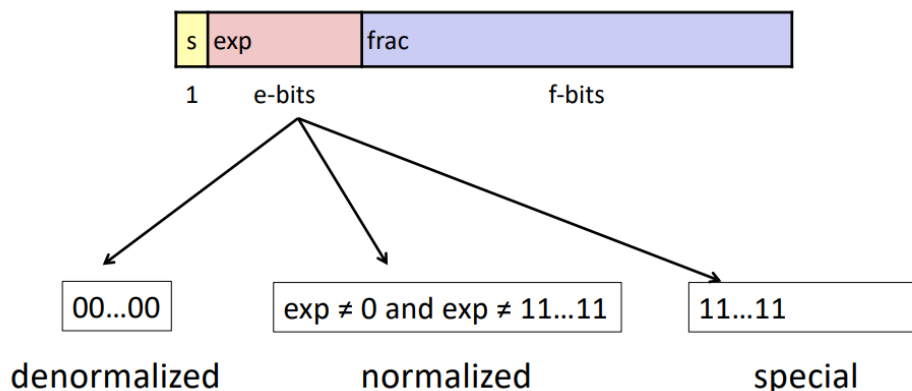 s exp frac
1 e-bits f-bits
00...00 exp ≠ 0 and exp ≠ 11...11 11...11
denormalized normalized special